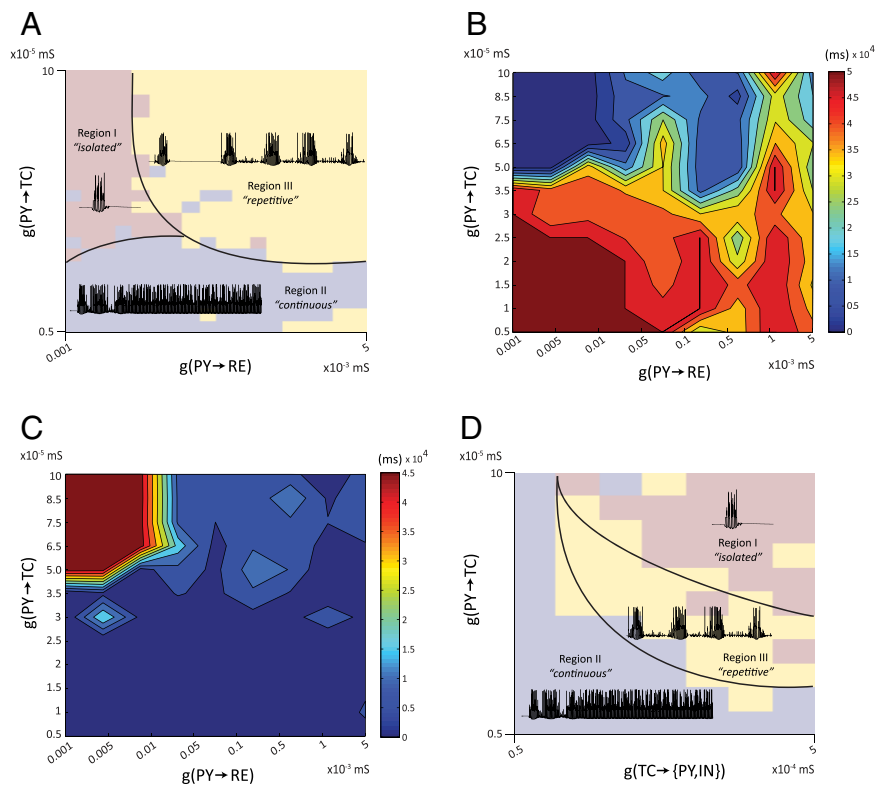 A
x10-5 mS
10
0.5
g(PY→TC)
Region I
"isolated"
Region III
"repetitive"
Region II
"continuous"
0.001
5
g(PY→RE)
x10-3 mS
B
x10-5 mS
10
8.5
7.5
6.5
5.0
3.5
3
2.5
2
1.5
1
0.5
g(PY→TC)
0.001
0.005
0.01
0.05
0.1
0.5
1
5
g(PY→RE)
x10-3 mS
(ms) x 104
5
4.5
4
3.5
3
2.5
2
1.5
1
0.5
0
C
x10-5 mS
10
8.5
7.5
6.5
5.0
3.5
3
2.5
2
1.5
1
0.5
g(PY→TC)
0.001
0.005
0.01
0.05
0.1
0.5
1
5
g(PY→RE)
x10-3 mS
(ms) x 104
4.5
4
3.5
3
2.5
2
1.5
1
0.5
0
D
x10-5 mS
10
0.5
g(PY→TC)
Region I
"isolated"
Region II
"continuous"
Region III
"repetitive"
0.5
5
g(TC→{PY,IN})
x10-4 mS